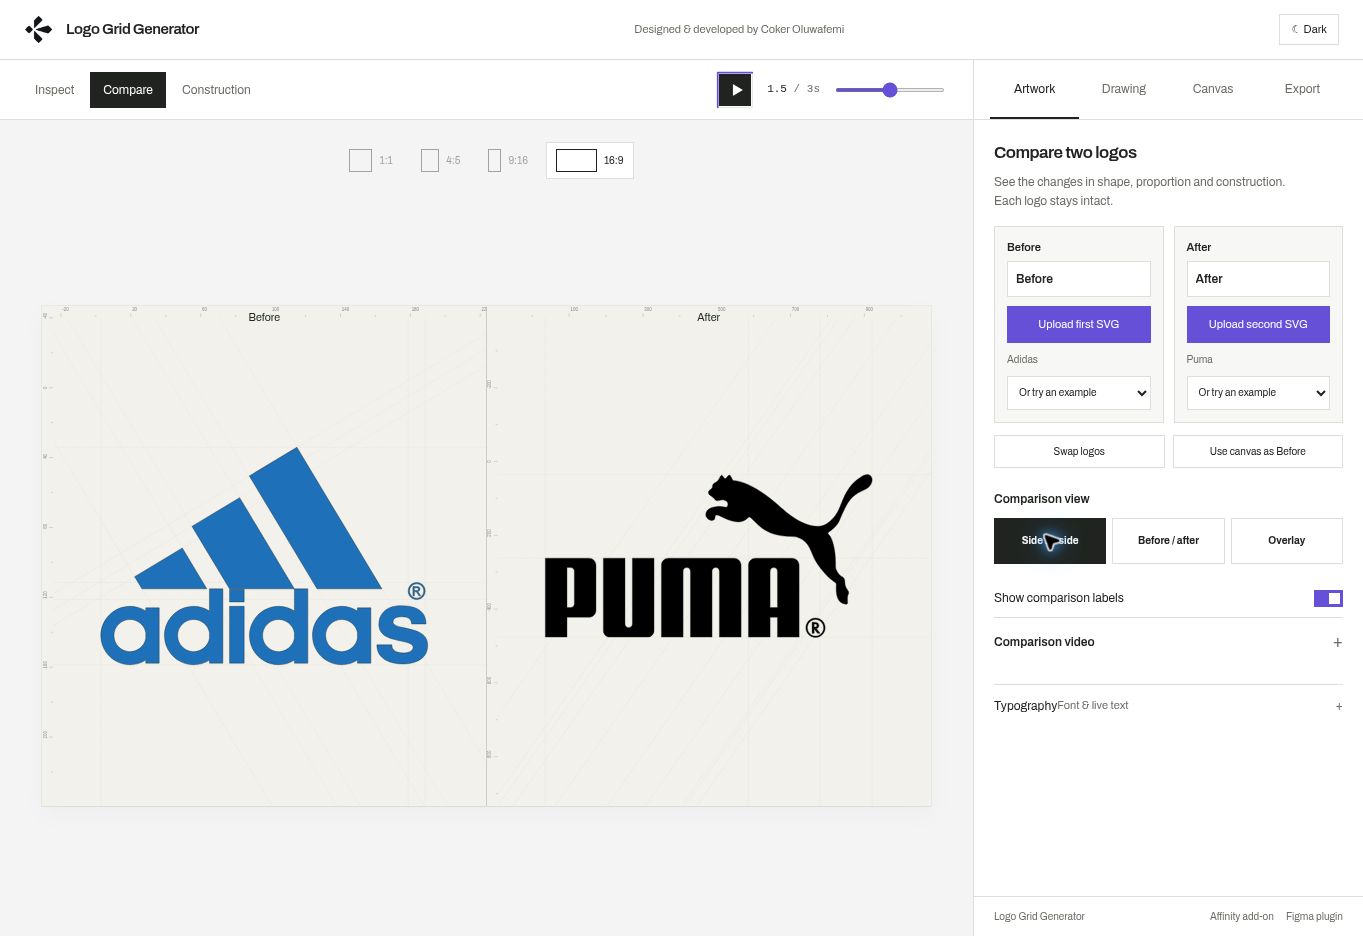 Logo Grid Generator
Designed & developed by Coker Oluwafemi
☾ Dark
Inspect
Compare
Construction
1.5 / 3s
Artwork
Drawing
Canvas
Export
1:1
4:5
9:16
16:9
Before
After
adidas®
PUMA®
Compare two logos
See the changes in shape, proportion and construction.
Each logo stays intact.
Before
After
Before
After
Upload first SVG
Upload second SVG
Adidas
Puma
Or try an example
Or try an example
Swap logos
Use canvas as Before
Comparison view
Side side
Before / after
Overlay
Show comparison labels
Comparison video +
Typography Font & live text +
Logo Grid Generator
Affinity add-on
Figma plugin